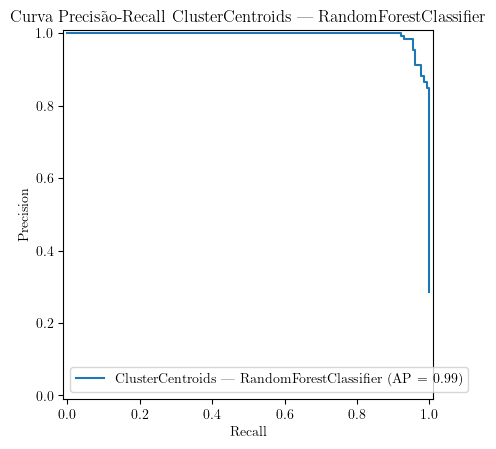 Curva Precisão-Recall ClusterCentroids — RandomForestClassifier
1.0
0.8
0.6
0.4
0.2
0.0
Precision
ClusterCentroids — RandomForestClassifier (AP = 0.99)
0.0 0.2 0.4 0.6 0.8 1.0
Recall